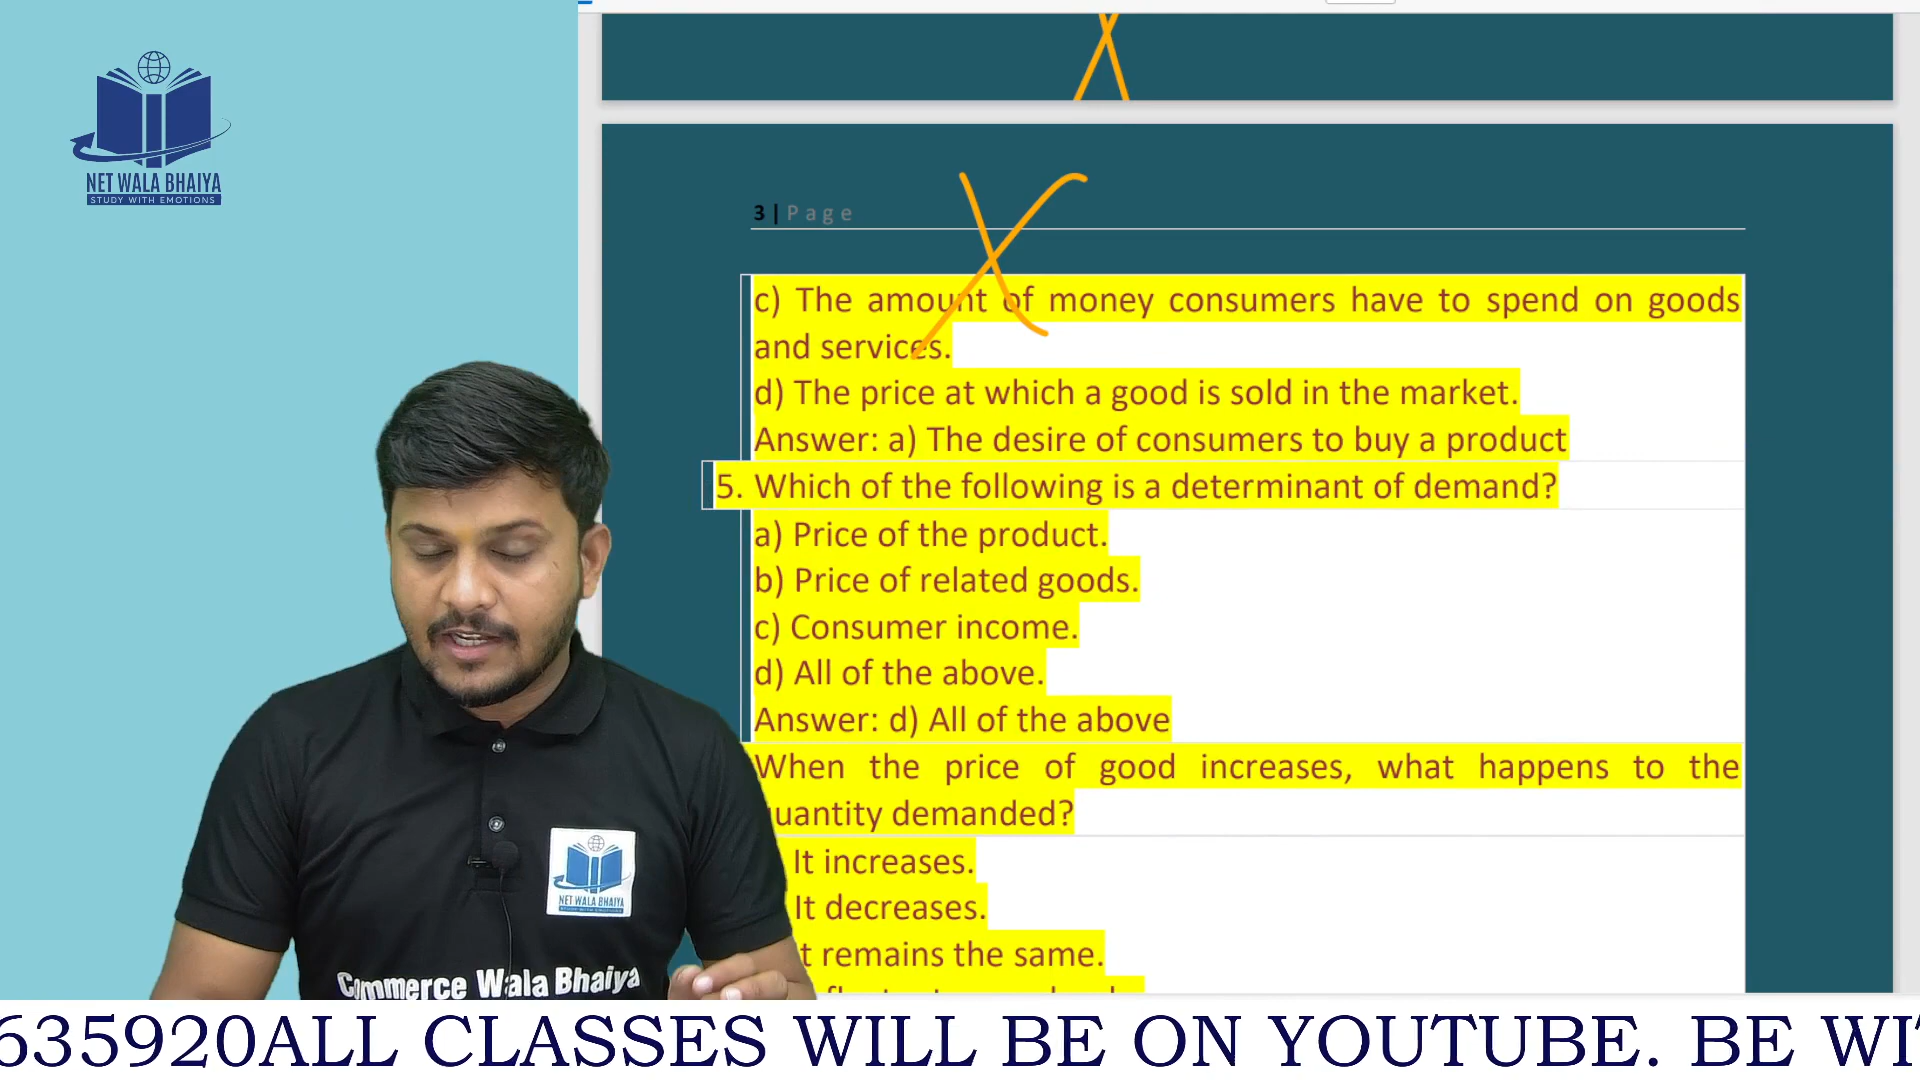 NET WALA BHAIYA
STUDY WITH EMOTIONS
3 | Page
c) The amount of money consumers have to spend on goods
and services.
d) The price at which a good is sold in the market.
Answer: a) The desire of consumers to buy a product
5. Which of the following is a determinant of demand?
a) Price of the product.
b) Price of related goods.
c) Consumer income.
d) All of the above.
Answer: d) All of the above
When the price of good increases, what happens to the
uantity demanded?
It increases.
It decreases.
t remains the same.
NET WALA BHAIYA
Commerce Wala Bhaiya
635920ALL CLASSES WILL BE ON YOUTUBE. BE WI